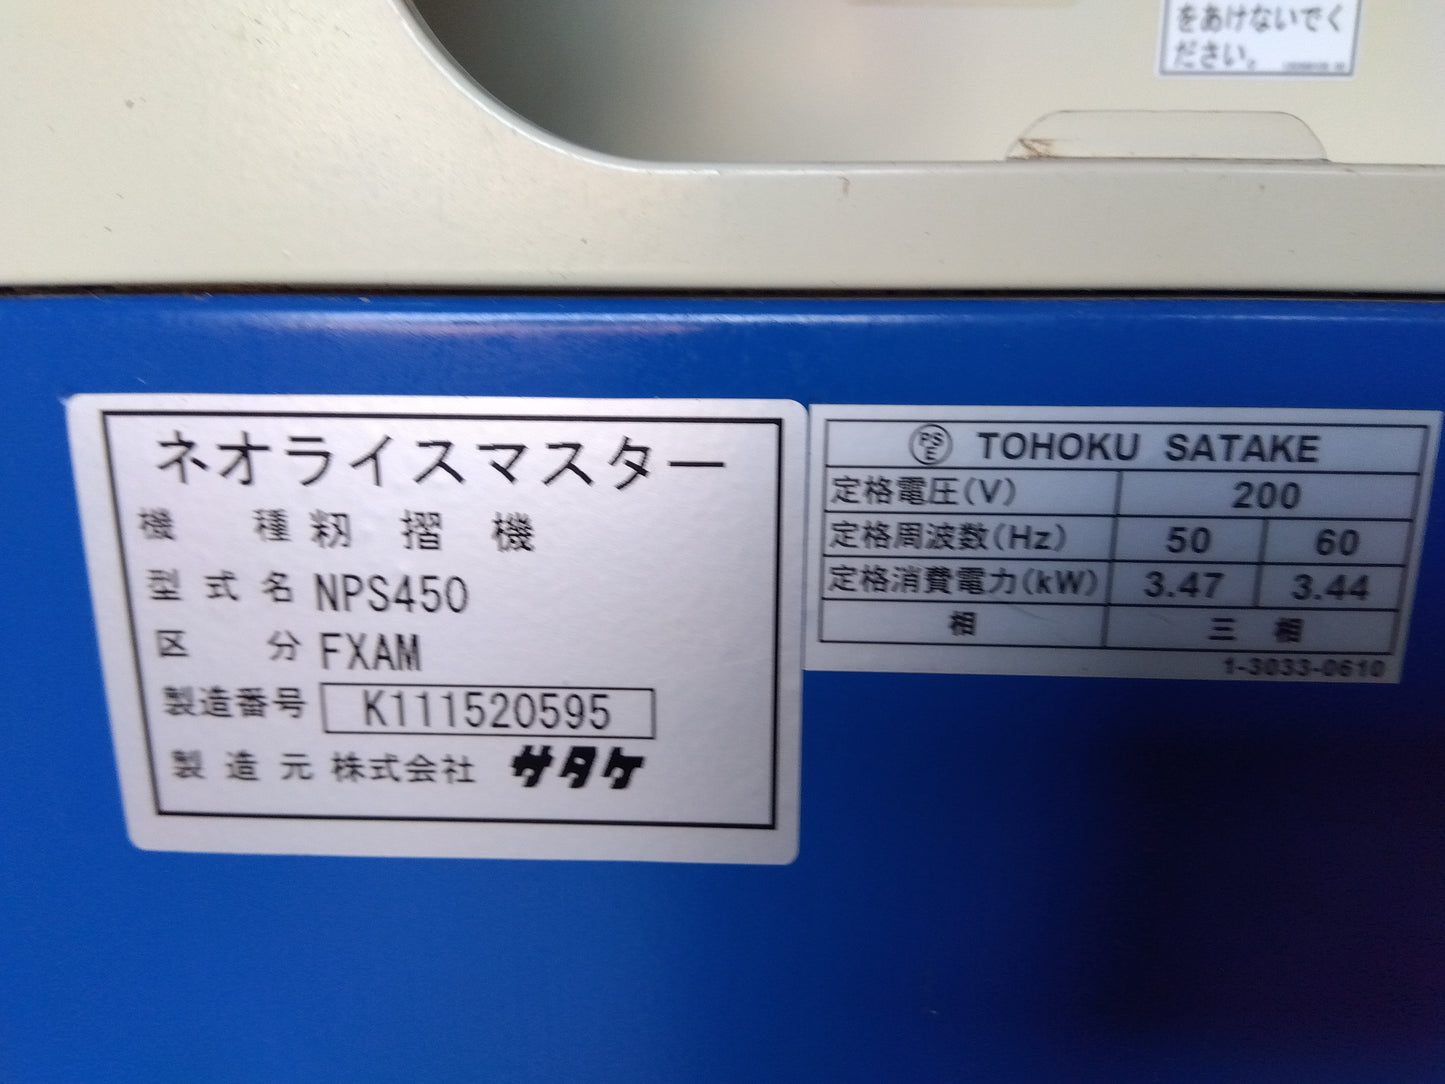 をあけないでく
ださい。
ネオライスマスター
機種 籾摺機
型式名 NPS450
区分 FXAM
製造番号 K111520595
製造元 株式会社 サタケ
PSE TOHOKU SATAKE
定格電圧(V) 200
定格周波数(Hz) 50 60
定格消費電力(kW) 3.47 3.44
相 三相
1-3033-0610